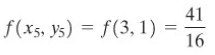 f(x₅, y₅) = f(3, 1) = 41/16